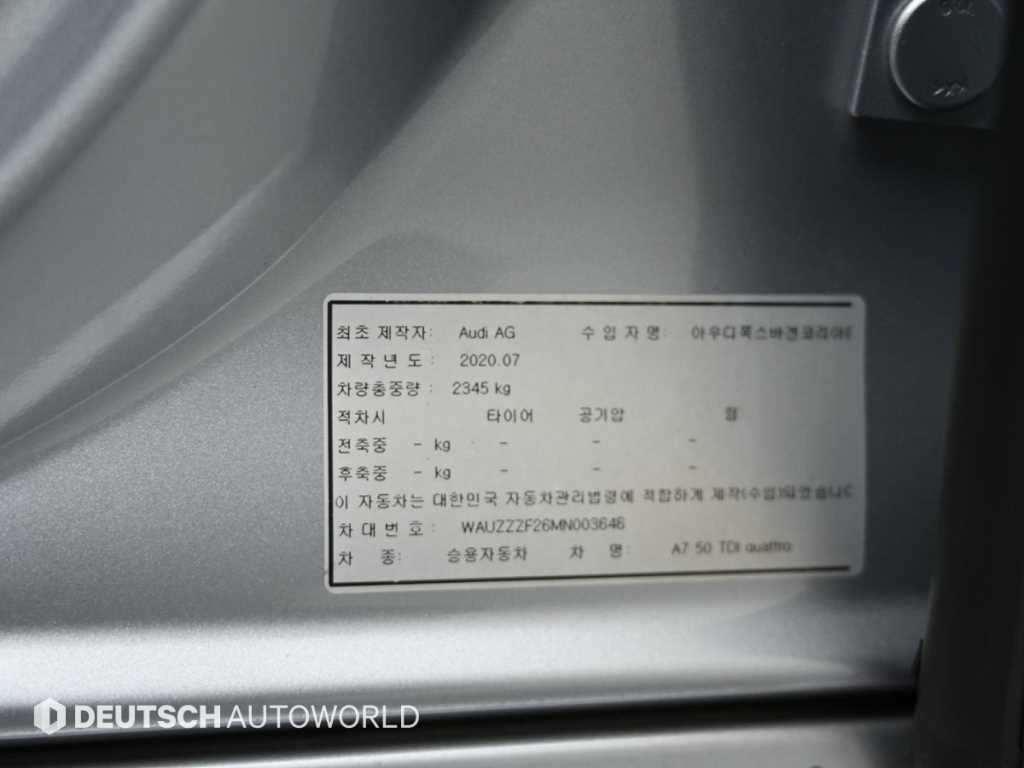 최초 제작자: Audi AG 수 입 자 명: 아우디폭스바겐코리아(
제 작 년 도 : 2020.07
차량총중량 : 2345 kg
적차시 타이어 공기압 림
전축중 - kg - - -
후축중 - kg - - -
이 자동차는 대한민국 자동차관리법령에 적합하게 제작(수입)되었습니다
차 대 번 호 : WAUZZZF26MN003646
차 종: 승용자동차 차 명: A7 50 TDI quattro
DEUTSCH AUTOWORLD